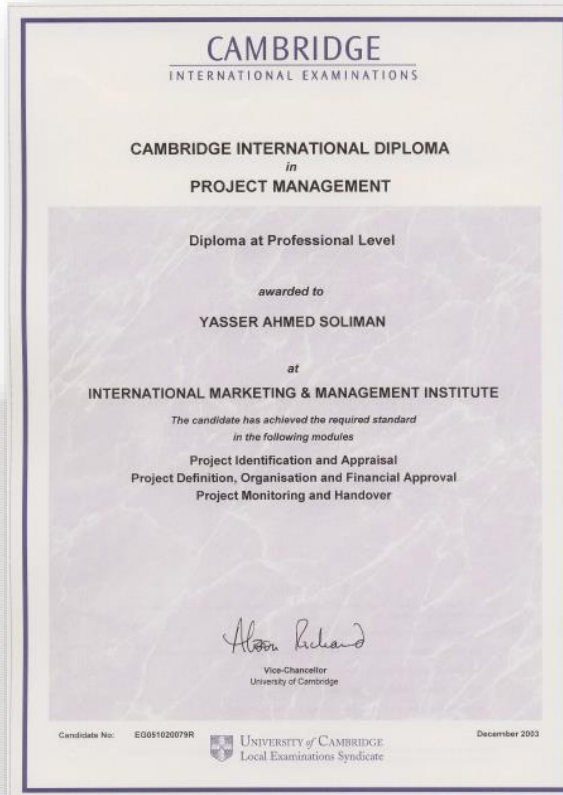 CAMBRIDGE
INTERNATIONAL EXAMINATIONS
CAMBRIDGE INTERNATIONAL DIPLOMA
in
PROJECT MANAGEMENT
Diploma at Professional Level
awarded to
YASSER AHMED SOLIMAN
at
INTERNATIONAL MARKETING & MANAGEMENT INSTITUTE
The candidate has achieved the required standard
in the following modules
Project Identification and Appraisal
Project Definition, Organisation and Financial Approval
Project Monitoring and Handover
Alison Richard
Vice-Chancellor
University of Cambridge
Candidate No: EG051020079R
UNIVERSITY of CAMBRIDGE
Local Examinations Syndicate
December 2003